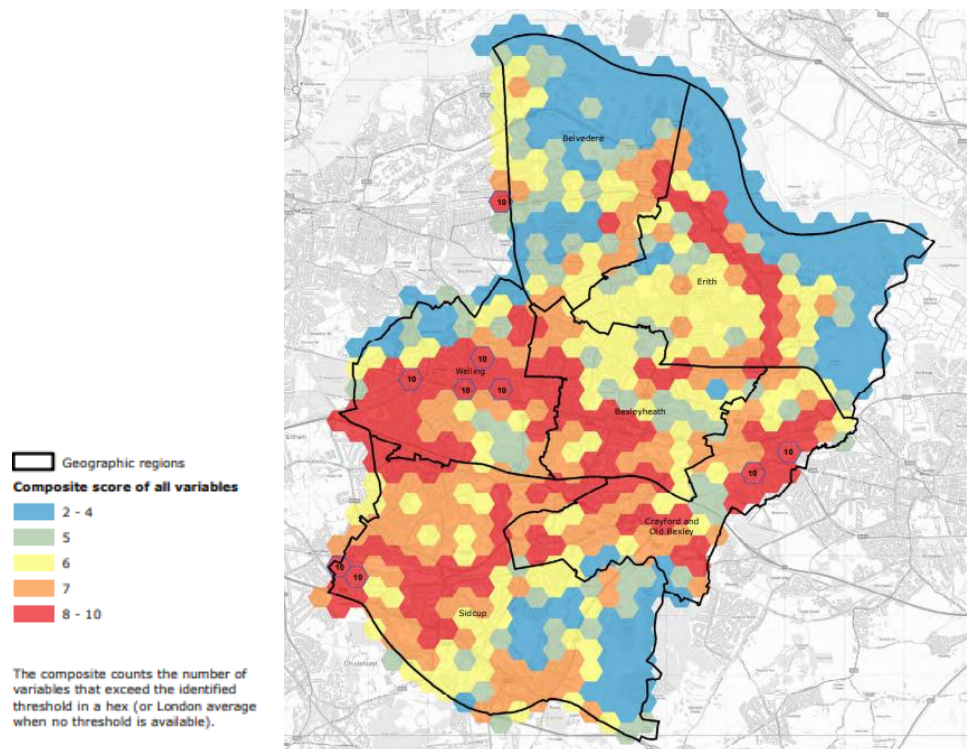 Belvedere
10
Erith
10
Welling
10
10
10
Bexleyheath
10
10
Crayford and
Old Bexley
10
10
Sidcup
Chislehurst
Geographic regions
Composite score of all variables
2 - 4
5
6
7
8 - 10
The composite counts the number of
variables that exceed the identified
threshold in a hex (or London average
when no threshold is available).